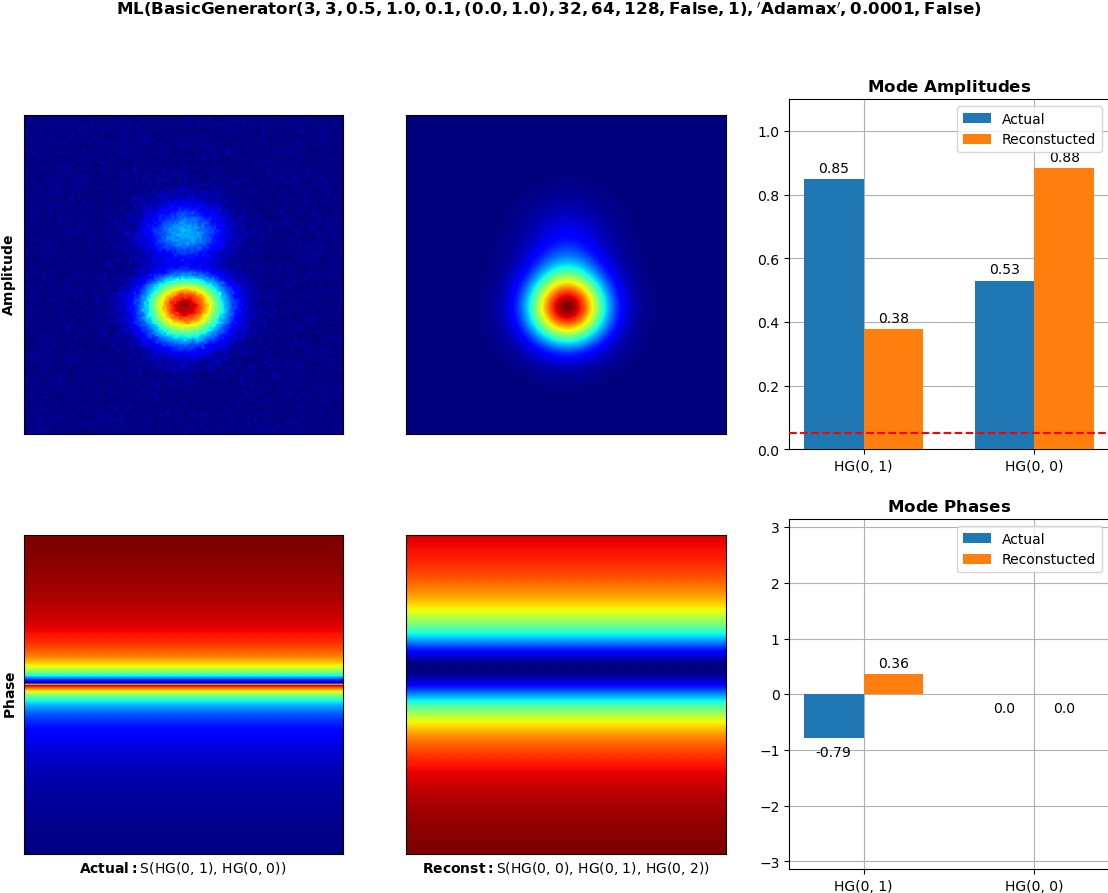 ML(BasicGenerator(3, 3, 0.5, 1.0, 0.1, (0.0, 1.0), 32, 64, 128, False, 1), ′Adamax′, 0.0001, False)
Amplitude
Mode Amplitudes
Actual
Reconstucted
1.0
0.8
0.6
0.4
0.2
0.0
0.85
0.38
0.53
0.88
HG(0, 1)
HG(0, 0)
Phase
Actual: S(HG(0, 1), HG(0, 0))
Reconst: S(HG(0, 0), HG(0, 1), HG(0, 2))
Mode Phases
Actual
Reconstucted
3
2
1
0
−1
−2
−3
-0.79
0.36
0.0
0.0
HG(0, 1)
HG(0, 0)